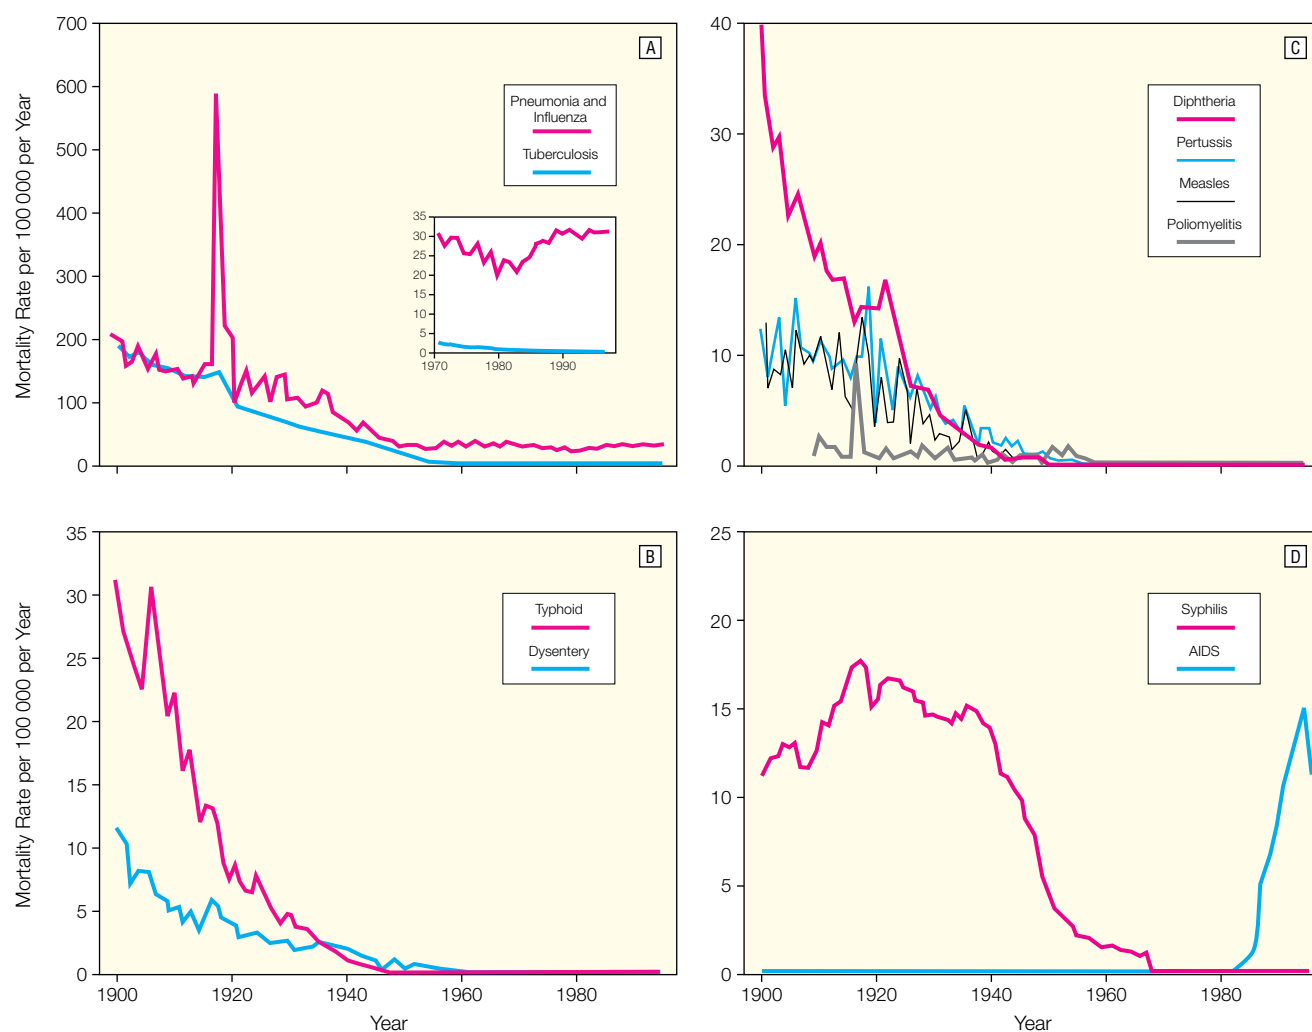 Mortality Rate per 100 000 per Year
700
600
500
400
300
200
100
0
A
Pneumonia and
Influenza
Tuberculosis
35
30
25
20
15
10
5
0
1970 1980 1990
40
30
20
10
0
C
Diphtheria
Pertussis
Measles
Poliomyelitis
Mortality Rate per 100 000 per Year
35
30
25
20
15
10
5
0
B
Typhoid
Dysentery
1900 1920 1940 1960 1980
Year
25
20
15
10
5
0
D
Syphilis
AIDS
1900 1920 1940 1960 1980
Year